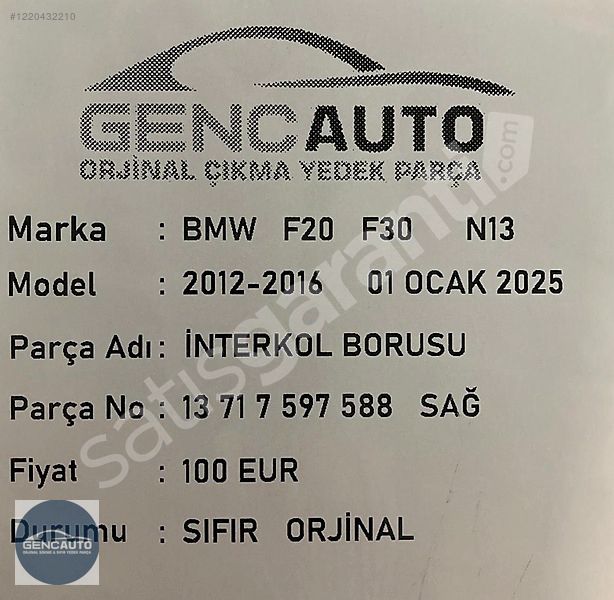 #1220432210
GENCAUTO
ORJİNAL ÇIKMA YEDEK PARÇA
satışgaranti.com
Marka : BMW F20 F30 N13
Model : 2012-2016 01 OCAK 2025
Parça Adı : İNTERKOL BORUSU
Parça No : 13 71 7 597 588 SAĞ
Fiyat : 100 EUR
Durumu : SIFIR ORJİNAL
GENCAUTO